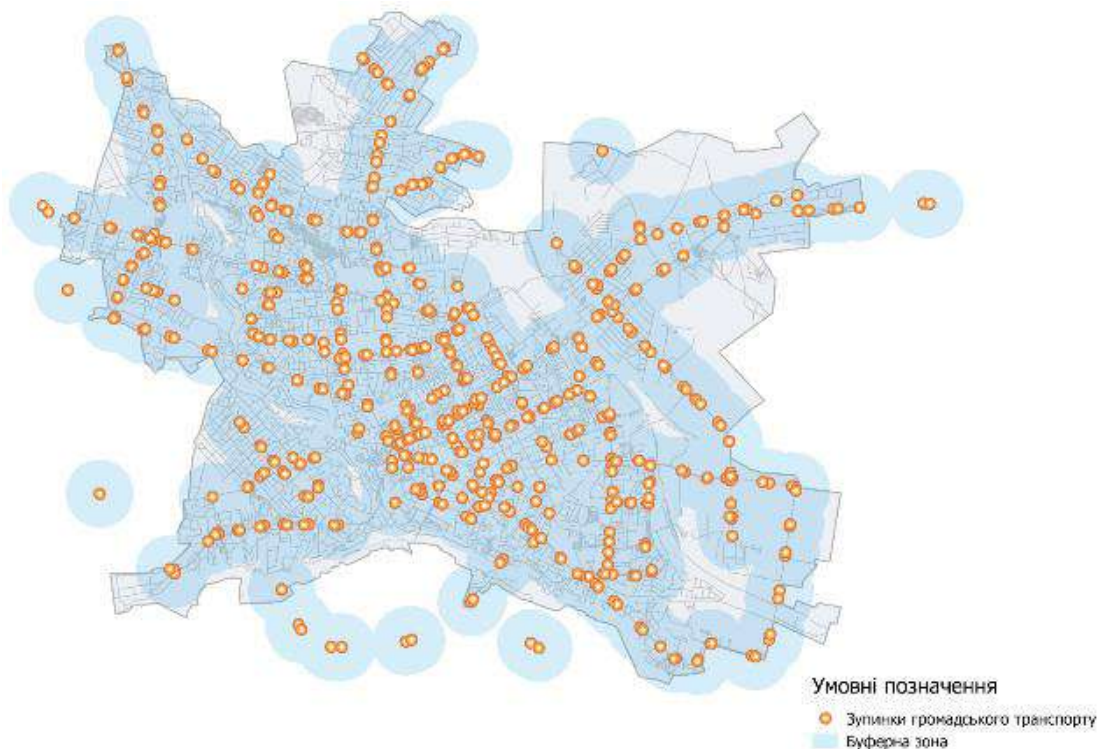 Умовні позначення
Зупинки громадського транспорту
Буферна зона